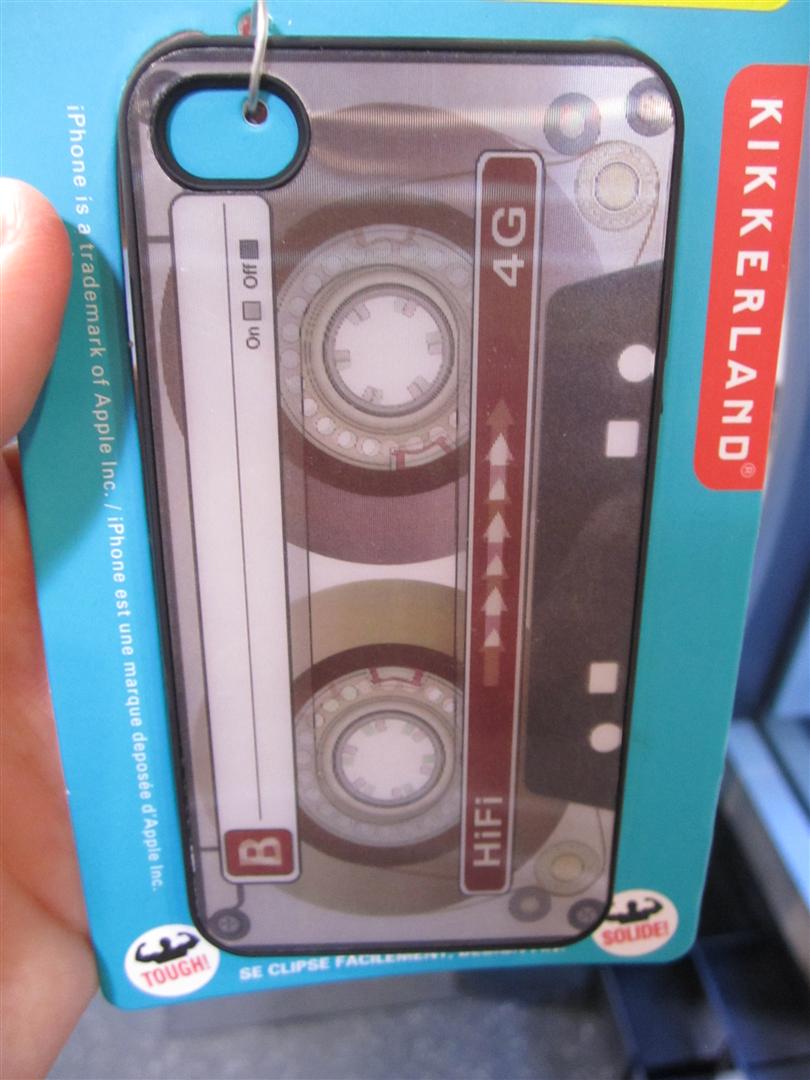 KIKKERLAND®
4G
HiFi
Off
On
B
iPhone is a trademark of Apple Inc. / iPhone est une marque deposée d'Apple Inc.
TOUGH!
SE CLIPSE FACILEMENT,
SOLIDE!